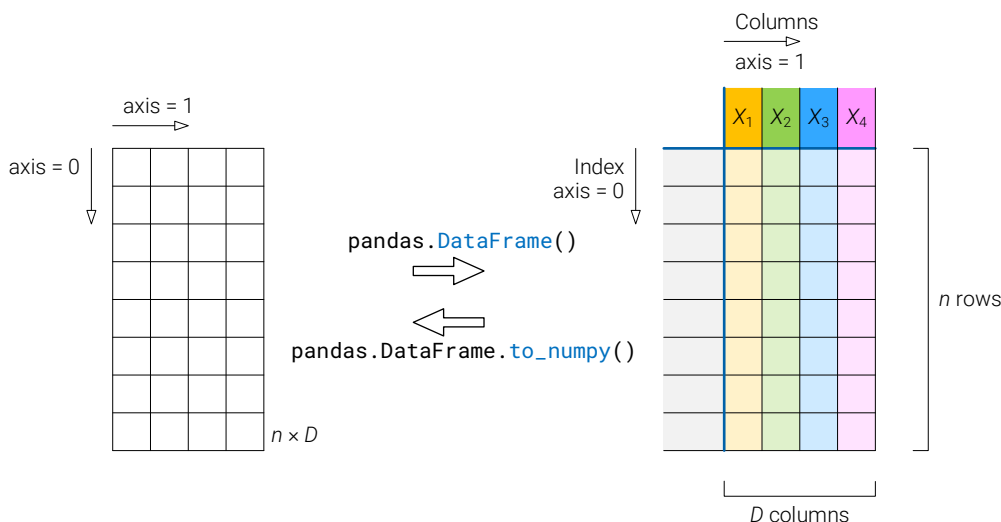 axis = 1
axis = 0
n × D
pandas.DataFrame()
pandas.DataFrame.to_numpy()
Columns
axis = 1
X₁ X₂ X₃ X₄
Index
axis = 0
n rows
D columns